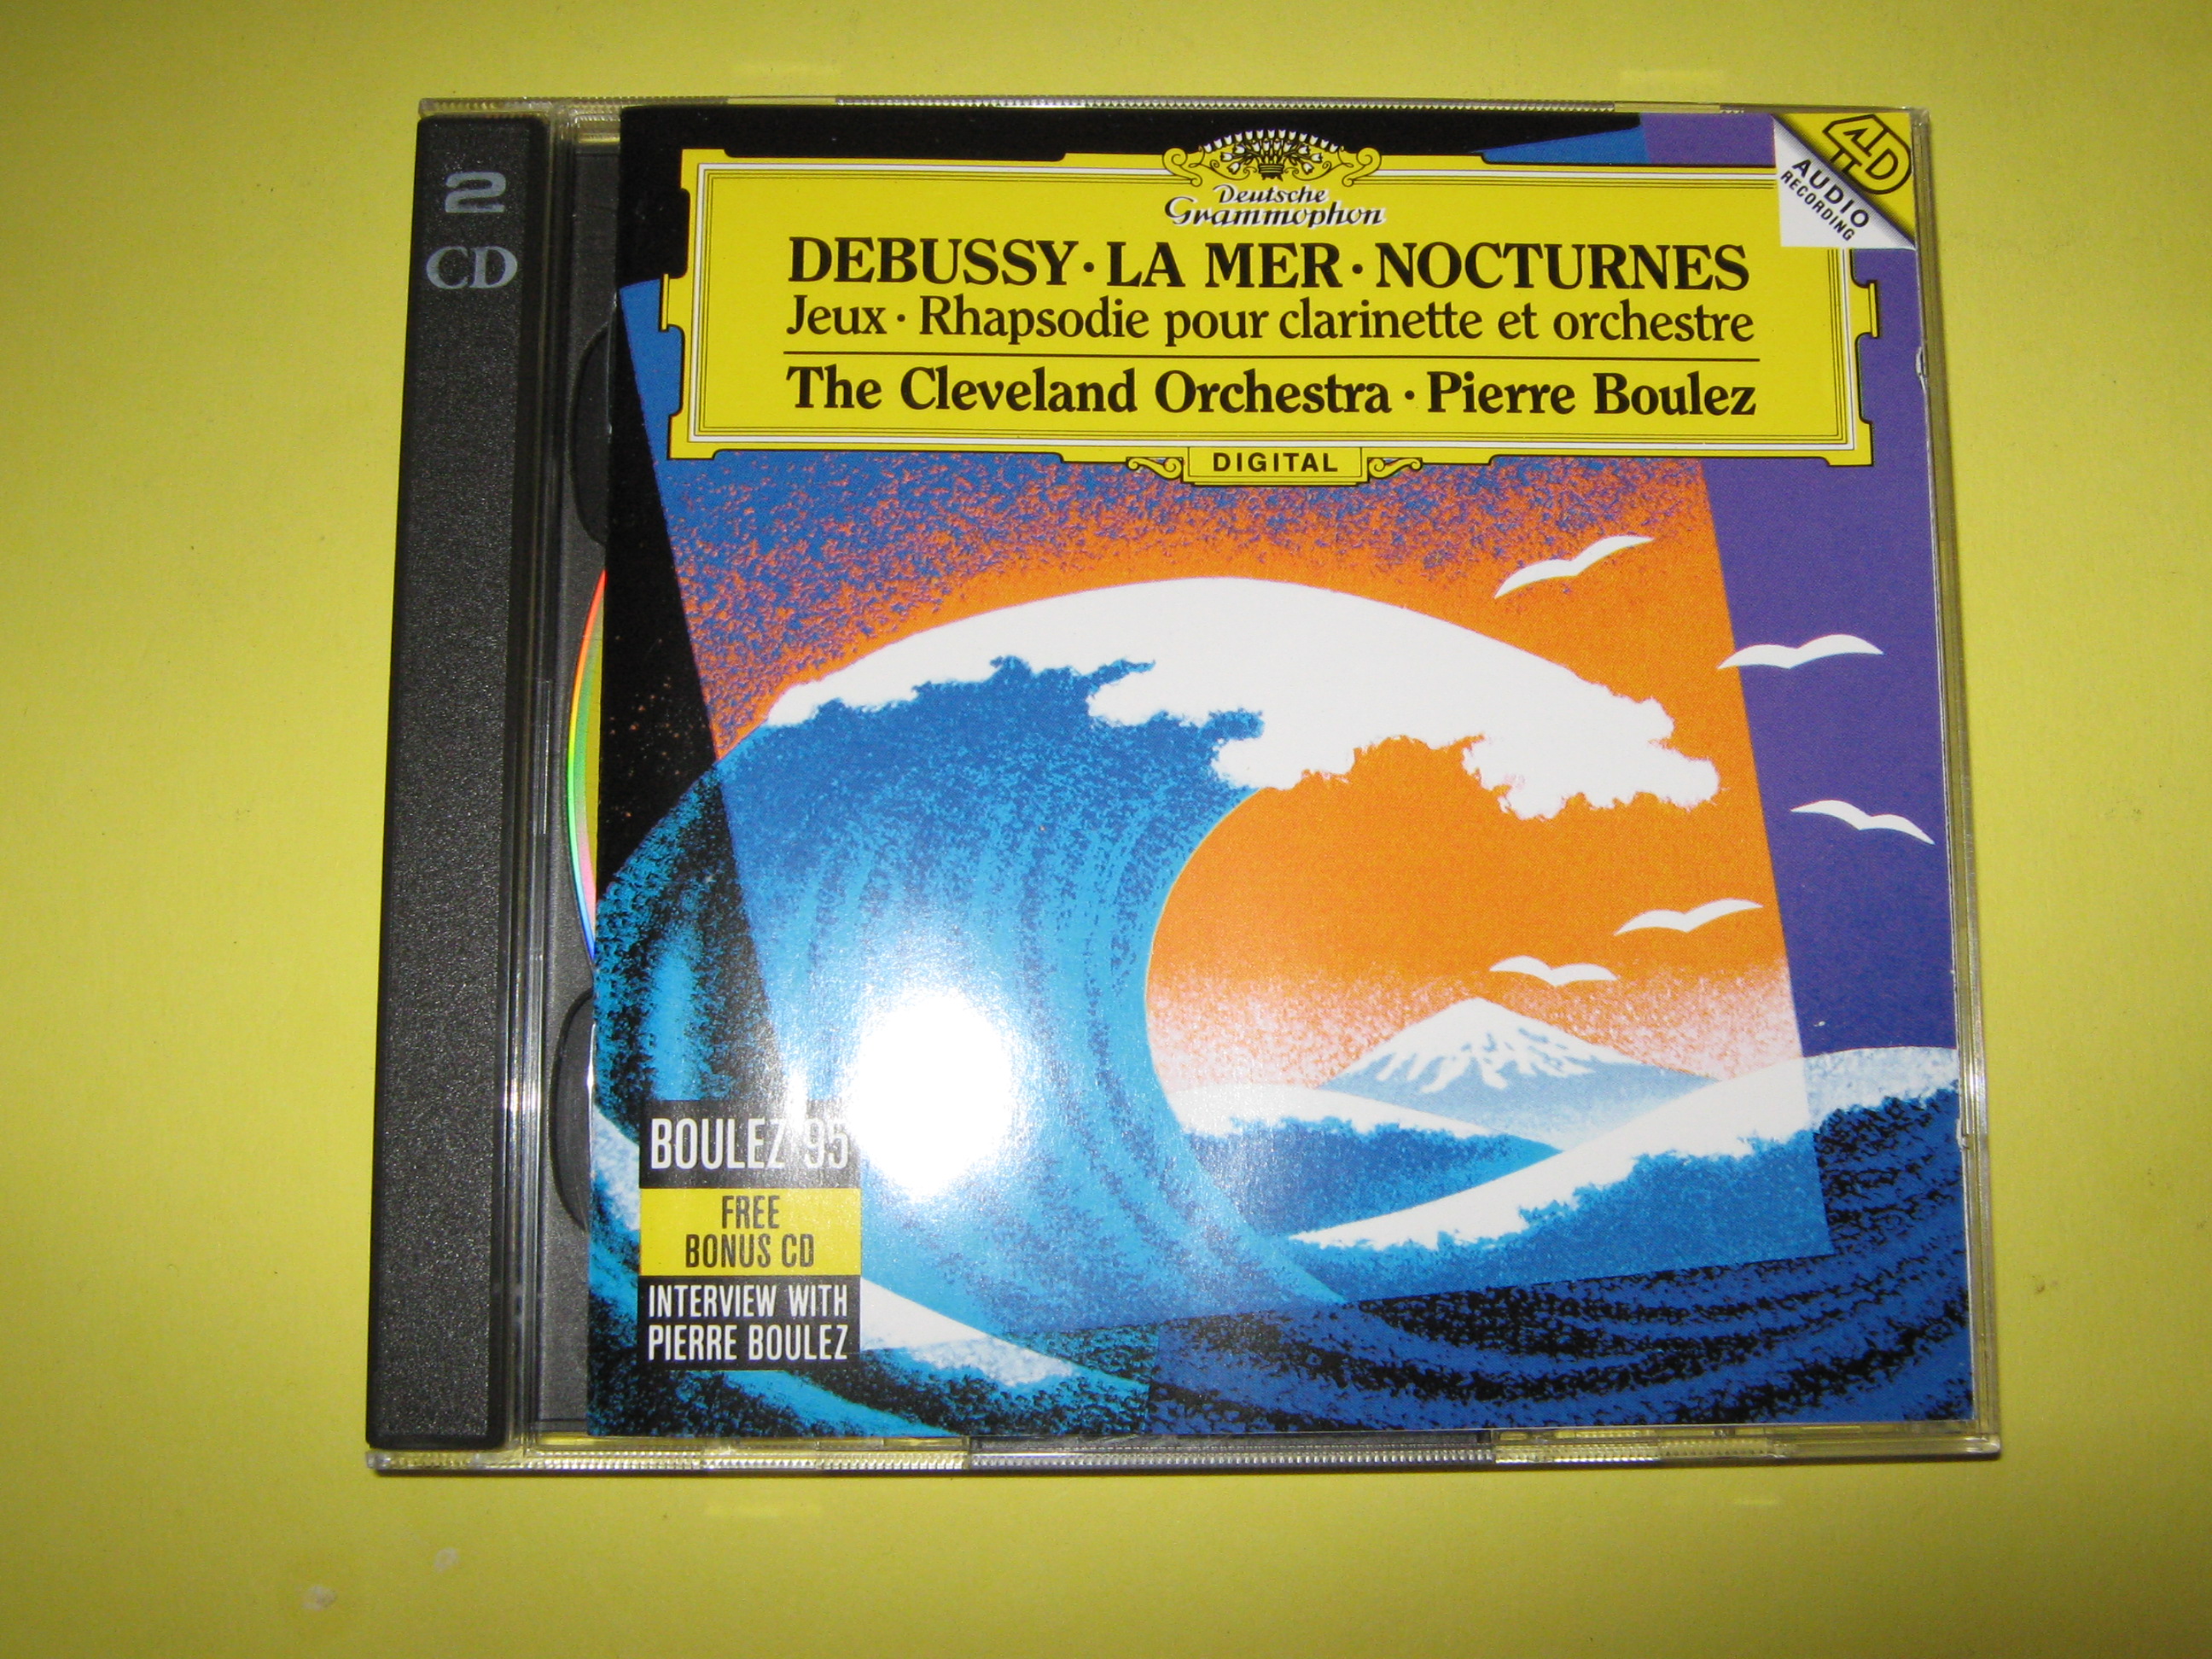 2
CD
Deutsche
Grammophon
4D
AUDIO
RECORDING
DEBUSSY · LA MER · NOCTURNES
Jeux · Rhapsodie pour clarinette et orchestre
The Cleveland Orchestra · Pierre Boulez
DIGITAL
BOULEZ '95
FREE
BONUS CD
INTERVIEW WITH
PIERRE BOULEZ